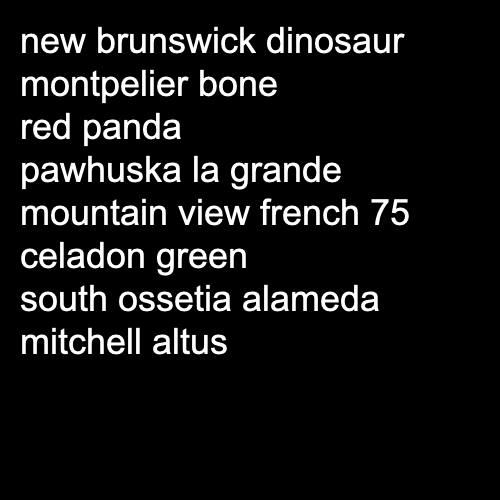 new brunswick dinosaur
montpelier bone
red panda
pawhuska la grande
mountain view french 75
celadon green
south ossetia alameda
mitchell altus